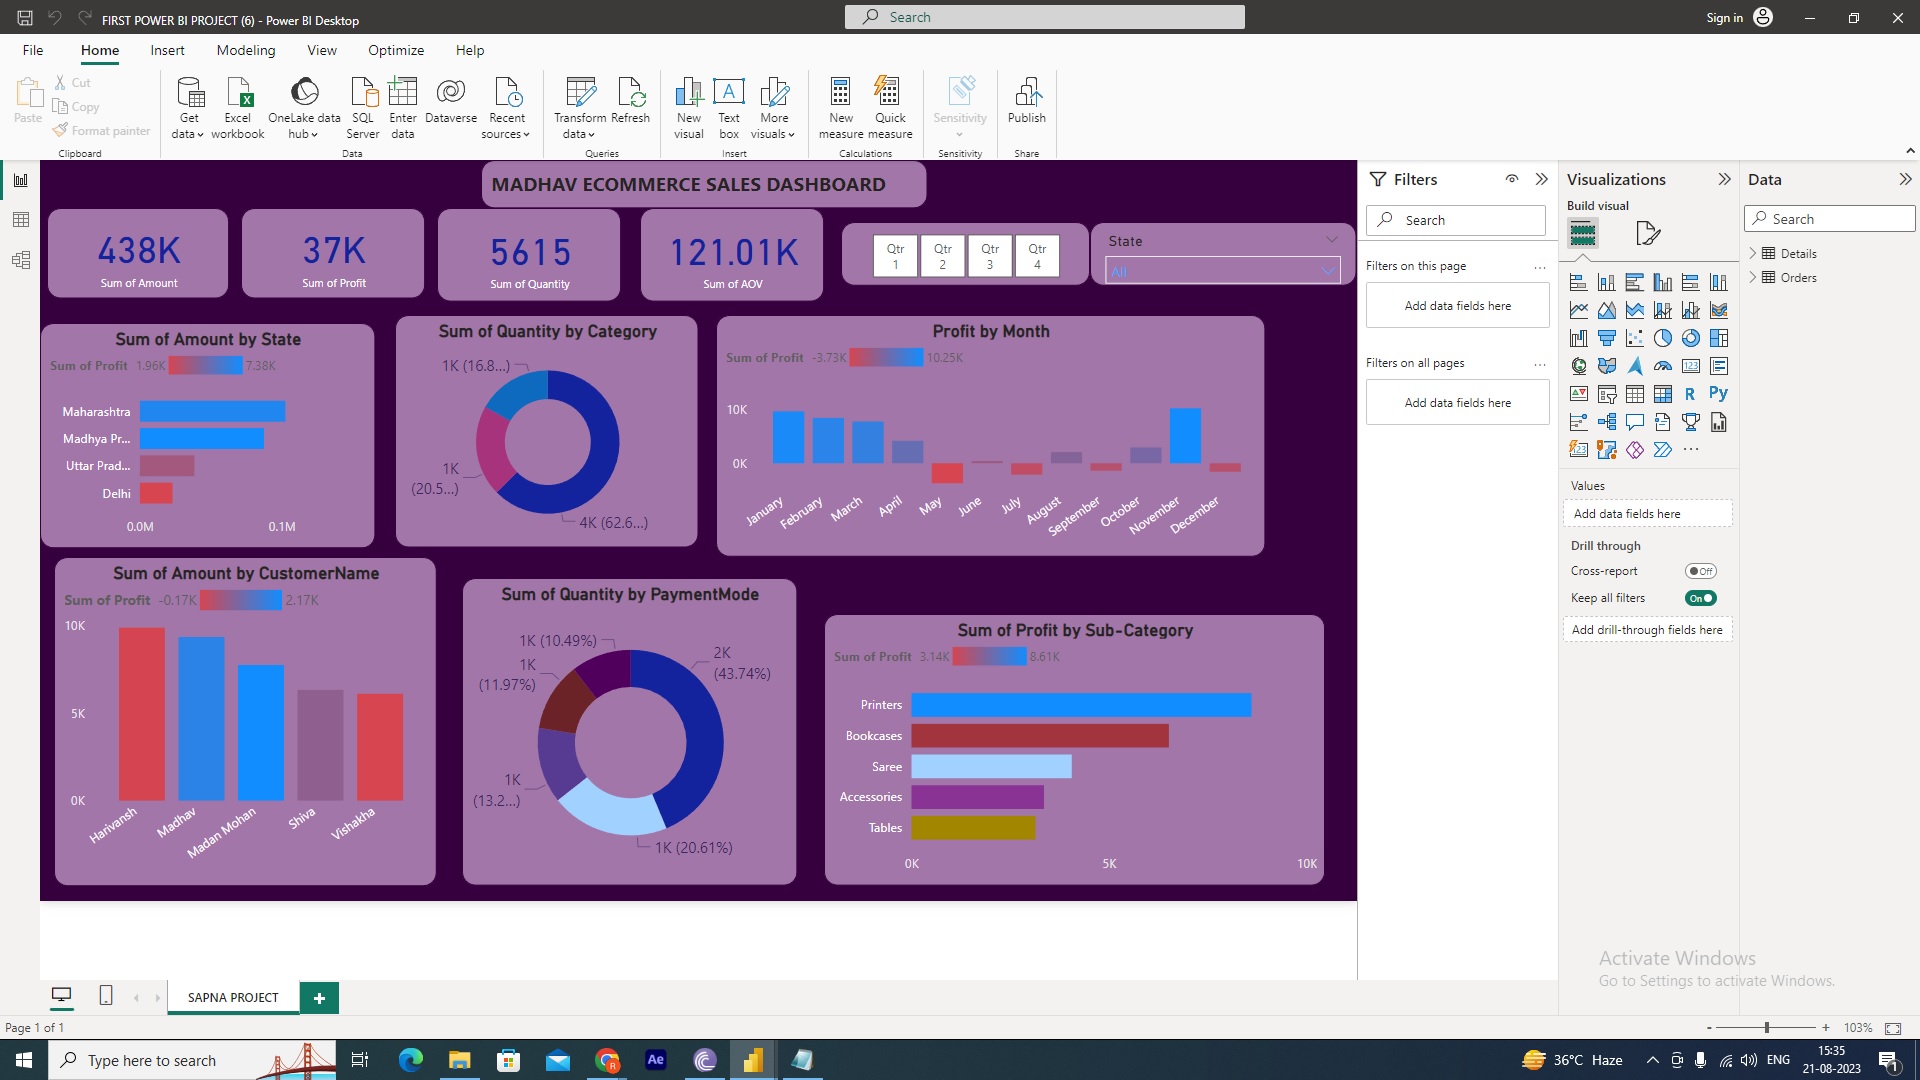 FIRST POWER BI PROJECT (6) - Power BI Desktop
Search
Sign in
File Home Insert Modeling View Optimize Help
Paste
Cut
Copy
Format painter
Clipboard
Get data
Excel workbook
OneLake data hub
SQL Server
Enter data
Dataverse
Recent sources
Data
Transform data
Refresh
Queries
New visual
Text box
More visuals
Insert
New measure
Quick measure
Calculations
Sensitivity
Sensitivity
Publish
Share
MADHAV ECOMMERCE SALES DASHBOARD
438K
Sum of Amount
37K
Sum of Profit
5615
Sum of Quantity
121.01K
Sum of AOV
Qtr 1
Qtr 2
Qtr 3
Qtr 4
State
All
Sum of Amount by State
Sum of Profit 1.96K 7.38K
Maharashtra
Madhya Pr...
Uttar Prad...
Delhi
0.0M 0.1M
Sum of Quantity by Category
1K (16.8...)
1K
(20.5...)
4K (62.6...)
Profit by Month
Sum of Profit -3.73K 10.25K
10K
0K
January February March April May June July August September October November December
Sum of Amount by CustomerName
Sum of Profit -0.17K 2.17K
10K
5K
0K
Harivansh Madhav Madan Mohan Shiva Vishakha
Sum of Quantity by PaymentMode
1K (10.49%)
2K
(43.74%)
1K
(11.97%)
1K
(13.2...)
1K (20.61%)
Sum of Profit by Sub-Category
Sum of Profit 3.14K 8.61K
Printers
Bookcases
Saree
Accessories
Tables
0K 5K 10K
Filters
Search
Filters on this page ...
Add data fields here
Filters on all pages ...
Add data fields here
Visualizations
Build visual
123
R Py
123
...
Values
Add data fields here
Drill through
Cross-report Off
Keep all filters On
Add drill-through fields here
Data
Search
Details
Orders
Activate Windows
Go to Settings to activate Windows.
SAPNA PROJECT +
Page 1 of 1
- + 103%
Type here to search
Ae
36°C Haze
ENG
15:35
21-08-2023
1